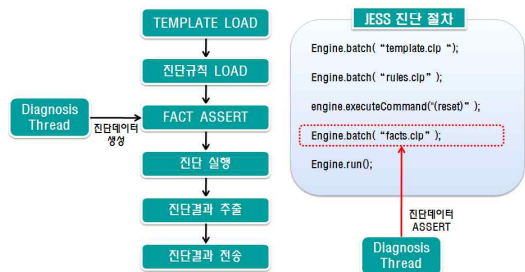 TEMPLATE LOAD
진단규칙 LOAD
Diagnosis
Thread
진단데이터
생성
FACT ASSERT
진단 실행
진단결과 추출
진단결과 전송
JESS 진단 절차
Engine.batch( “template.clp “);
Engine.batch( “rules.clp” );
engine.executeCommand("(reset)" );
Engine.batch( “facts.clp” );
Engine.run();
진단데이터
ASSERT
Diagnosis
Thread